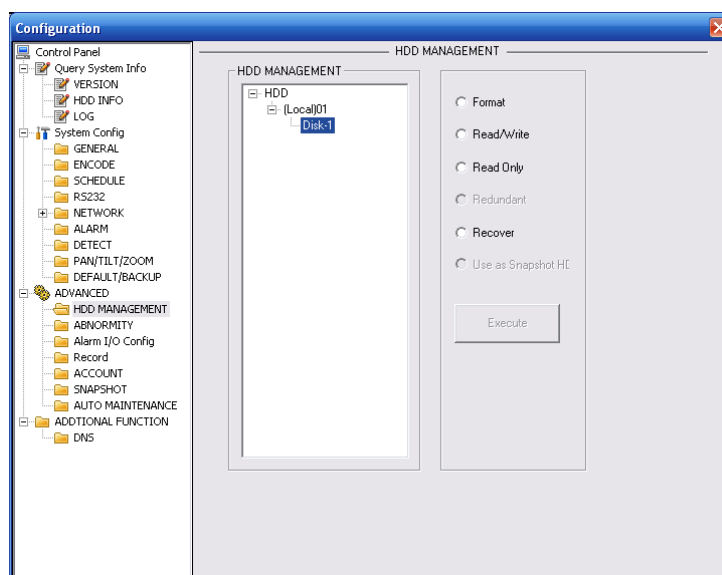 Configuration
Control Panel
Query System Info
VERSION
HDD INFO
LOG
System Config
GENERAL
ENCODE
SCHEDULE
RS232
NETWORK
ALARM
DETECT
PAN/TILT/ZOOM
DEFAULT/BACKUP
ADVANCED
HDD MANAGEMENT
ABNORMITY
Alarm I/O Config
Record
ACCOUNT
SNAPSHOT
AUTO MAINTENANCE
ADDTIONAL FUNCTION
DNS
HDD MANAGEMENT
HDD MANAGEMENT
HDD
(Local)01
Disk-1
Format
Read/Write
Read Only
Redundant
Recover
Use as Snapshot HD
Execute